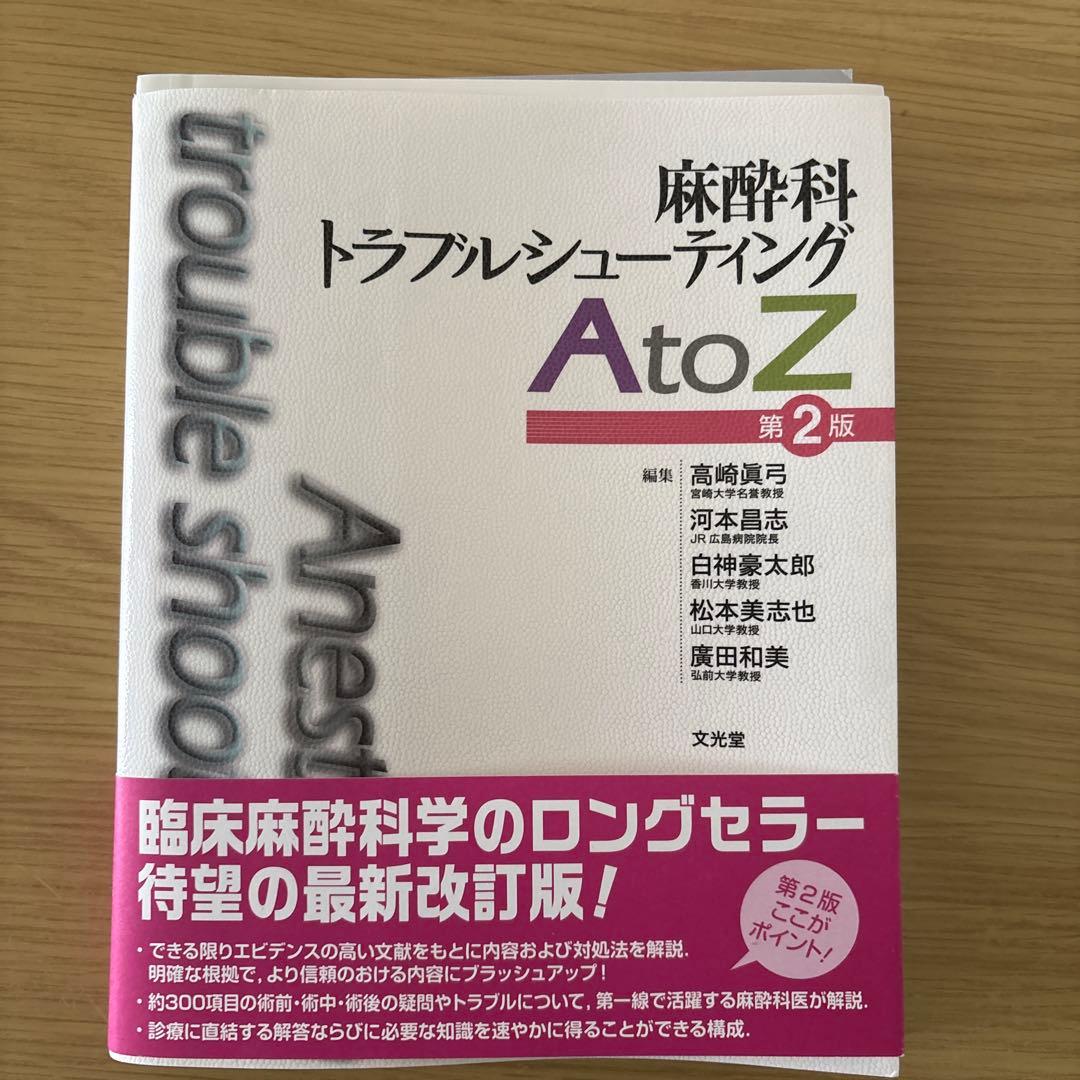 trouble shoo
Anest
麻酔科
トラブルシューティング
A to Z
第2版
編集
高崎眞弓
宮崎大学名誉教授
河本昌志
JR広島病院院長
白神豪太郎
香川大学教授
松本美志也
山口大学教授
廣田和美
弘前大学教授
文光堂
臨床麻酔科学のロングセラー
待望の最新改訂版!
第2版
ここが
ポイント!
・できる限りエビデンスの高い文献をもとに内容および対処法を解説.
明確な根拠で,より信頼のおける内容にブラッシュアップ!
・約300項目の術前・術中・術後の疑問やトラブルについて,第一線で活躍する麻酔科医が解説.
・診療に直結する解答ならびに必要な知識を速やかに得ることができる構成.